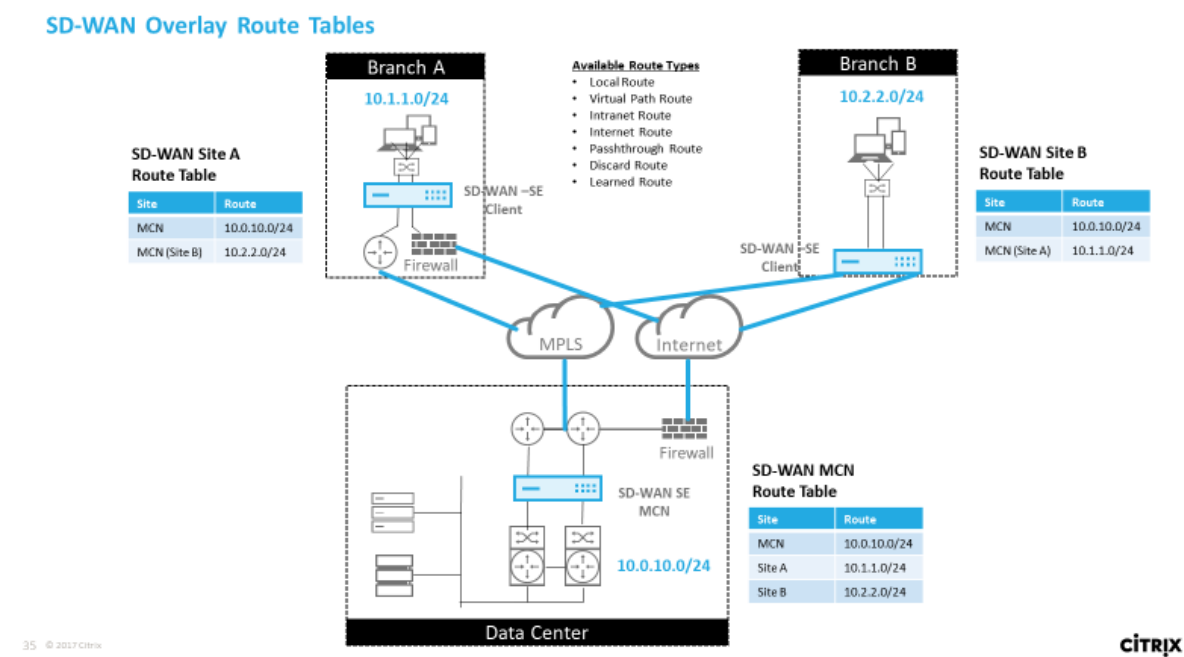 SD-WAN Overlay Route Tables
Branch A
10.1.1.0/24
SD-WAN –SE
Client
Firewall
Available Route Types
• Local Route
• Virtual Path Route
• Intranet Route
• Internet Route
• Passhthrough Route
• Discard Route
• Learned Route
Branch B
10.2.2.0/24
SD-WAN –SE
Client
SD-WAN Site A
Route Table
Site Route
MCN 10.0.10.0/24
MCN (Site B) 10.2.2.0/24
SD-WAN Site B
Route Table
Site Route
MCN 10.0.10.0/24
MCN (Site A) 10.1.1.0/24
MPLS
Internet
Firewall
SD-WAN SE
MCN
10.0.10.0/24
Data Center
SD-WAN MCN
Route Table
Site Route
MCN 10.0.10.0/24
Site A 10.1.1.0/24
Site B 10.2.2.0/24
35 © 2017 Citrix
CİTRIX